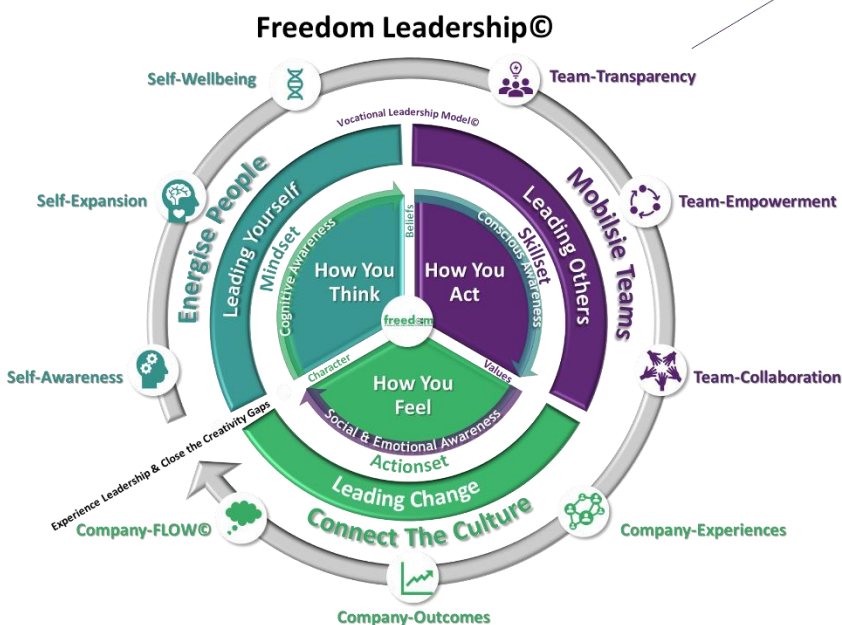 Freedom Leadership©
Self-Wellbeing
Team-Transparency
Vocational Leadership Model©
Self-Expansion
Team-Empowerment
Energise People
Mobilsie Teams
Leading Yourself
Leading Others
Mindset
Skillset
Cognitive Awareness
Conscious Awareness
Beliefs
How You
Think
How You
Act
freedom
Self-Awareness
Team-Collaboration
Character
Values
How You
Feel
Social & Emotional Awareness
Actionset
Leading Change
Connect The Culture
Experience Leadership & Close the Creativity Gaps
Company-FLOW©
Company-Experiences
Company-Outcomes